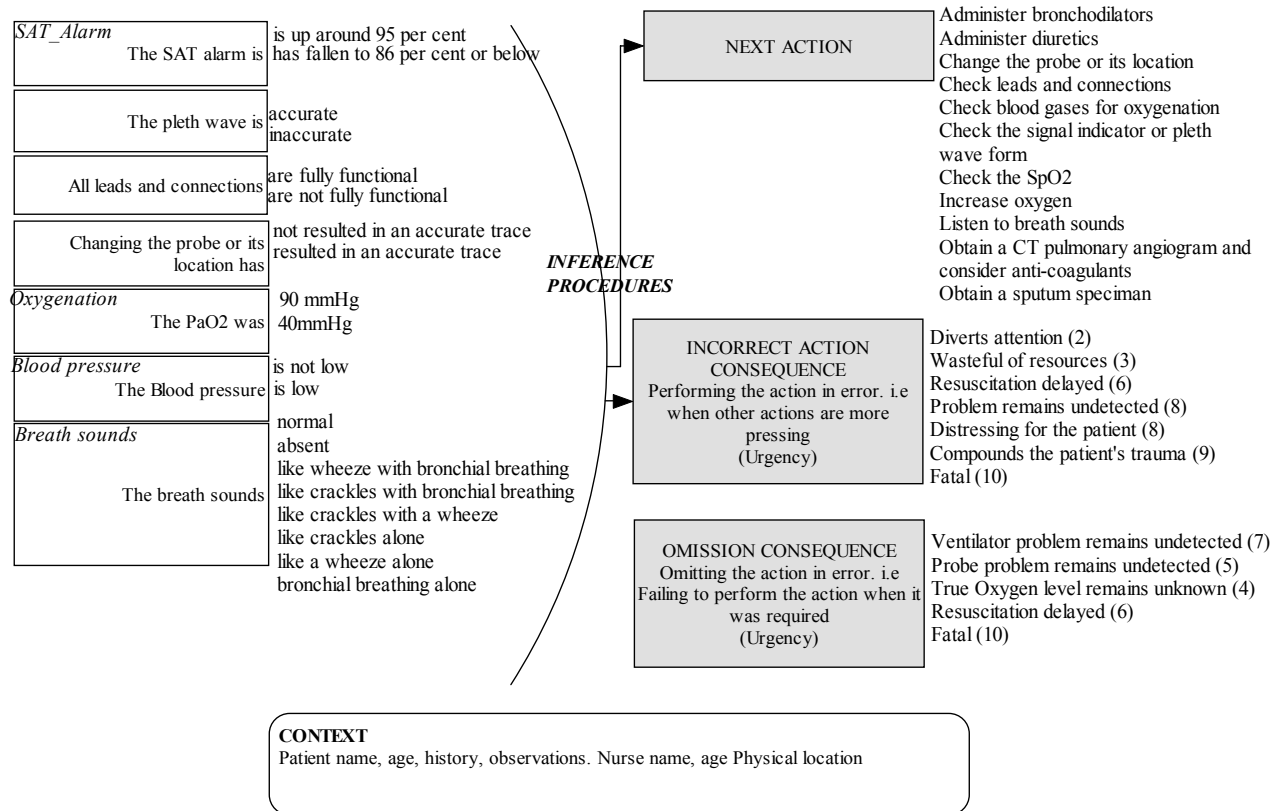 SAT_Alarm
The SAT alarm is
is up around 95 per cent
has fallen to 86 per cent or below
The pleth wave is
accurate
inaccurate
All leads and connections
are fully functional
are not fully functional
Changing the probe or its
location has
not resulted in an accurate trace
resulted in an accurate trace
Oxygenation
The PaO2 was
90 mmHg
40mmHg
Blood pressure
The Blood pressure
is not low
is low
Breath sounds
The breath sounds
normal
absent
like wheeze with bronchial breathing
like crackles with bronchial breathing
like crackles with a wheeze
like crackles alone
like a wheeze alone
bronchial breathing alone
INFERENCE
PROCEDURES
NEXT ACTION
Administer bronchodilators
Administer diuretics
Change the probe or its location
Check leads and connections
Check blood gases for oxygenation
Check the signal indicator or pleth
wave form
Check the SpO2
Increase oxygen
Listen to breath sounds
Obtain a CT pulmonary angiogram and
consider anti-coagulants
Obtain a sputum speciman
INCORRECT ACTION
CONSEQUENCE
Performing the action in error. i.e
when other actions are more
pressing
(Urgency)
Diverts attention (2)
Wasteful of resources (3)
Resuscitation delayed (6)
Problem remains undetected (8)
Distressing for the patient (8)
Compounds the patient's trauma (9)
Fatal (10)
OMISSION CONSEQUENCE
Omitting the action in error. i.e
Failing to perform the action when it
was required
(Urgency)
Ventilator problem remains undetected (7)
Probe problem remains undetected (5)
True Oxygen level remains unknown (4)
Resuscitation delayed (6)
Fatal (10)
CONTEXT
Patient name, age, history, observations. Nurse name, age Physical location